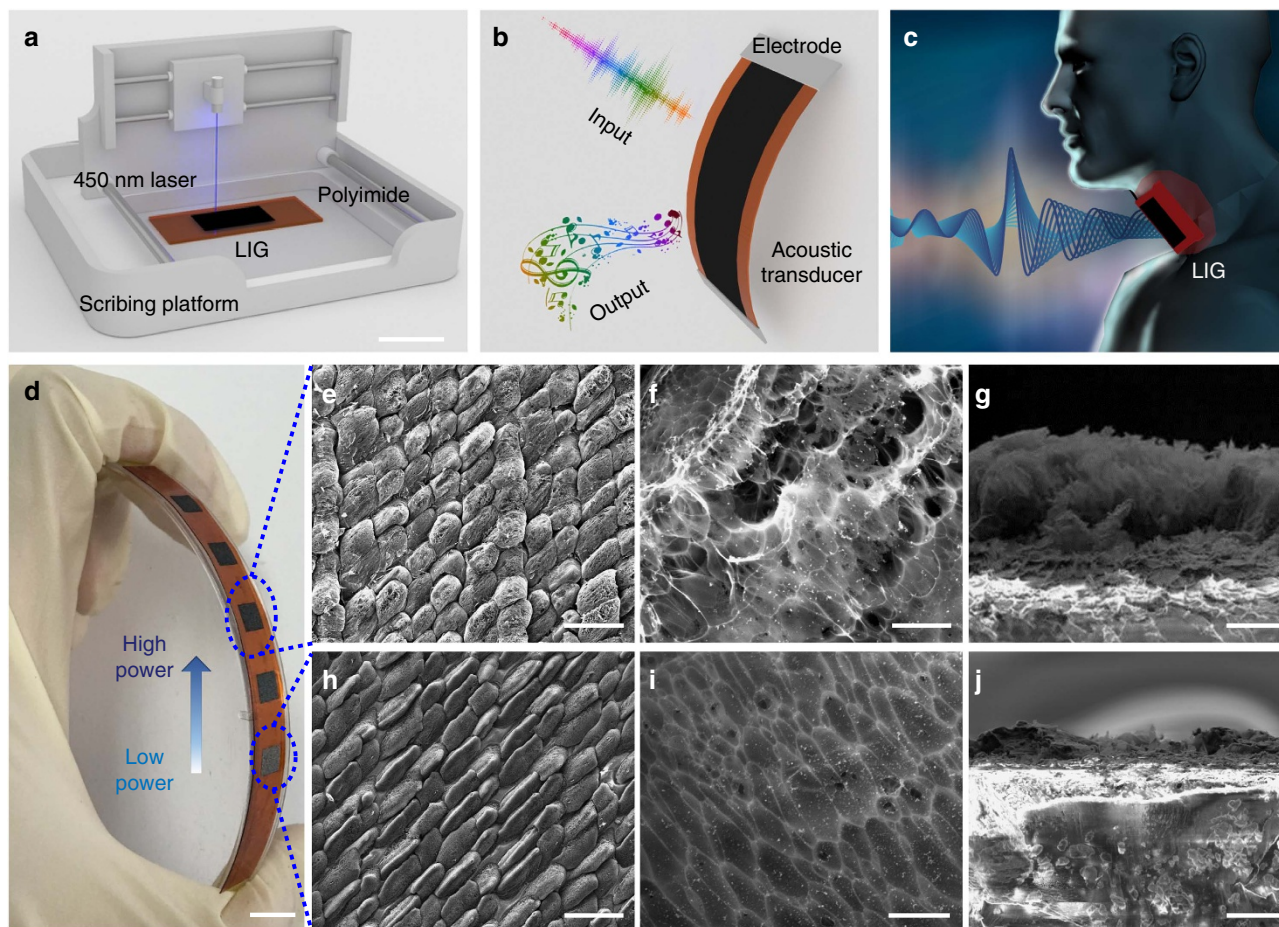 a
450 nm laser
Polyimide
LIG
Scribing platform
b
Electrode
Input
Acoustic
transducer
Output
c
LIG
d
High
power
Low
power
e
f
g
h
i
j